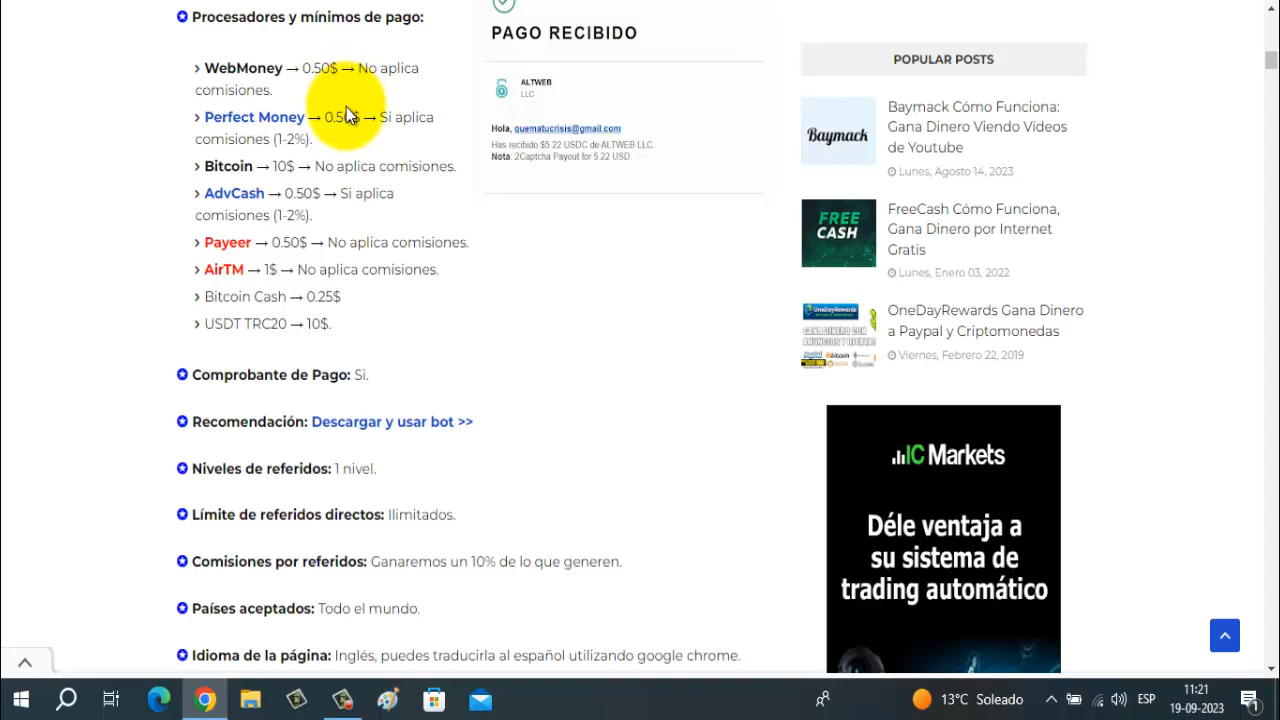 Procesadores y mínimos de pago:
› WebMoney → 0.50$ → No aplica
comisiones.
› Perfect Money → 0.50$ → Si aplica
comisiones (1-2%).
› Bitcoin → 10$ → No aplica comisiones.
› AdvCash → 0.50$ → Si aplica
comisiones (1-2%).
› Payeer → 0.50$ → No aplica comisiones.
› AirTM → 1$ → No aplica comisiones.
› Bitcoin Cash → 0.25$
› USDT TRC20 → 10$.
Comprobante de Pago: Si.
Recomendación: Descargar y usar bot >>
Niveles de referidos: 1 nivel.
Límite de referidos directos: Ilimitados.
Comisiones por referidos: Ganaremos un 10% de lo que generen.
Países aceptados: Todo el mundo.
Idioma de la página: Inglés, puedes traducirla al español utilizando google chrome.
PAGO RECIBIDO
ALTWEB
LLC
Hola, quematucrisis@gmail.com
Has recibido $5.22 USDC de ALTWEB LLC.
Nota: 2Captcha Payout for 5.22 USD.
POPULAR POSTS
Baymack
Baymack Cómo Funciona:
Gana Dinero Viendo Vídeos
de Youtube
Lunes, Agosto 14, 2023
FREE
CASH
FreeCash Cómo Funciona,
Gana Dinero por Internet
Gratis
Lunes, Enero 03, 2022
OneDayRewards
GANA DINERO CON
ANUNCIOS Y OFERTAS
OneDayRewards Gana Dinero
a Paypal y Criptomonedas
Viernes, Febrero 22, 2019
IC Markets
Déle ventaja a
su sistema de
trading automático
13°C Soleado
ESP
11:21
19-09-2023
1